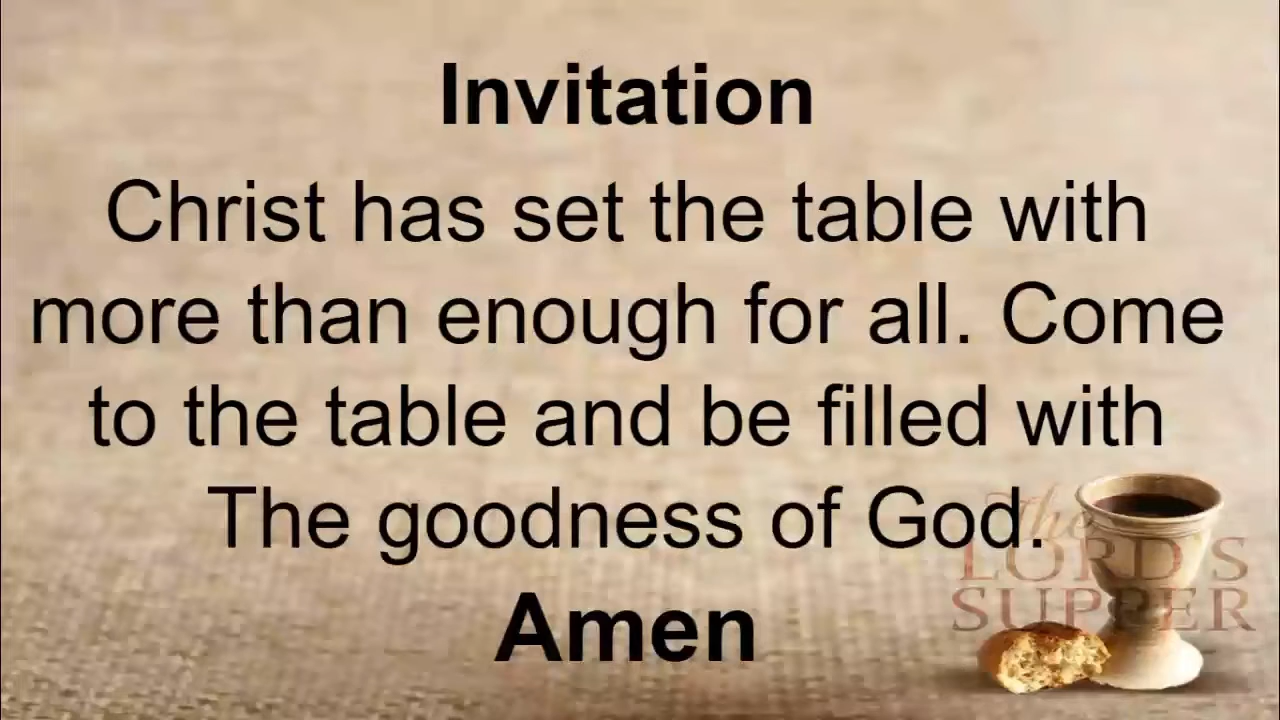 Invitation
Christ has set the table with
more than enough for all. Come
to the table and be filled with
The goodness of God.
Amen
The
LORD'S
SUPPER